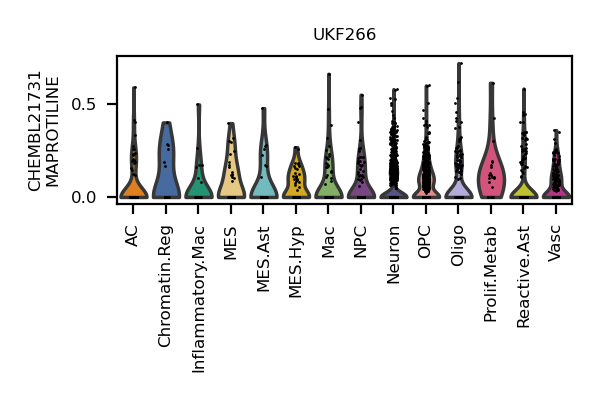 UKF266
CHEMBL21731
MAPROTILINE
0.5
0.0
AC
Chromatin.Reg
Inflammatory.Mac
MES
MES.Ast
MES.Hyp
Mac
NPC
Neuron
OPC
Oligo
Prolif.Metab
Reactive.Ast
Vasc